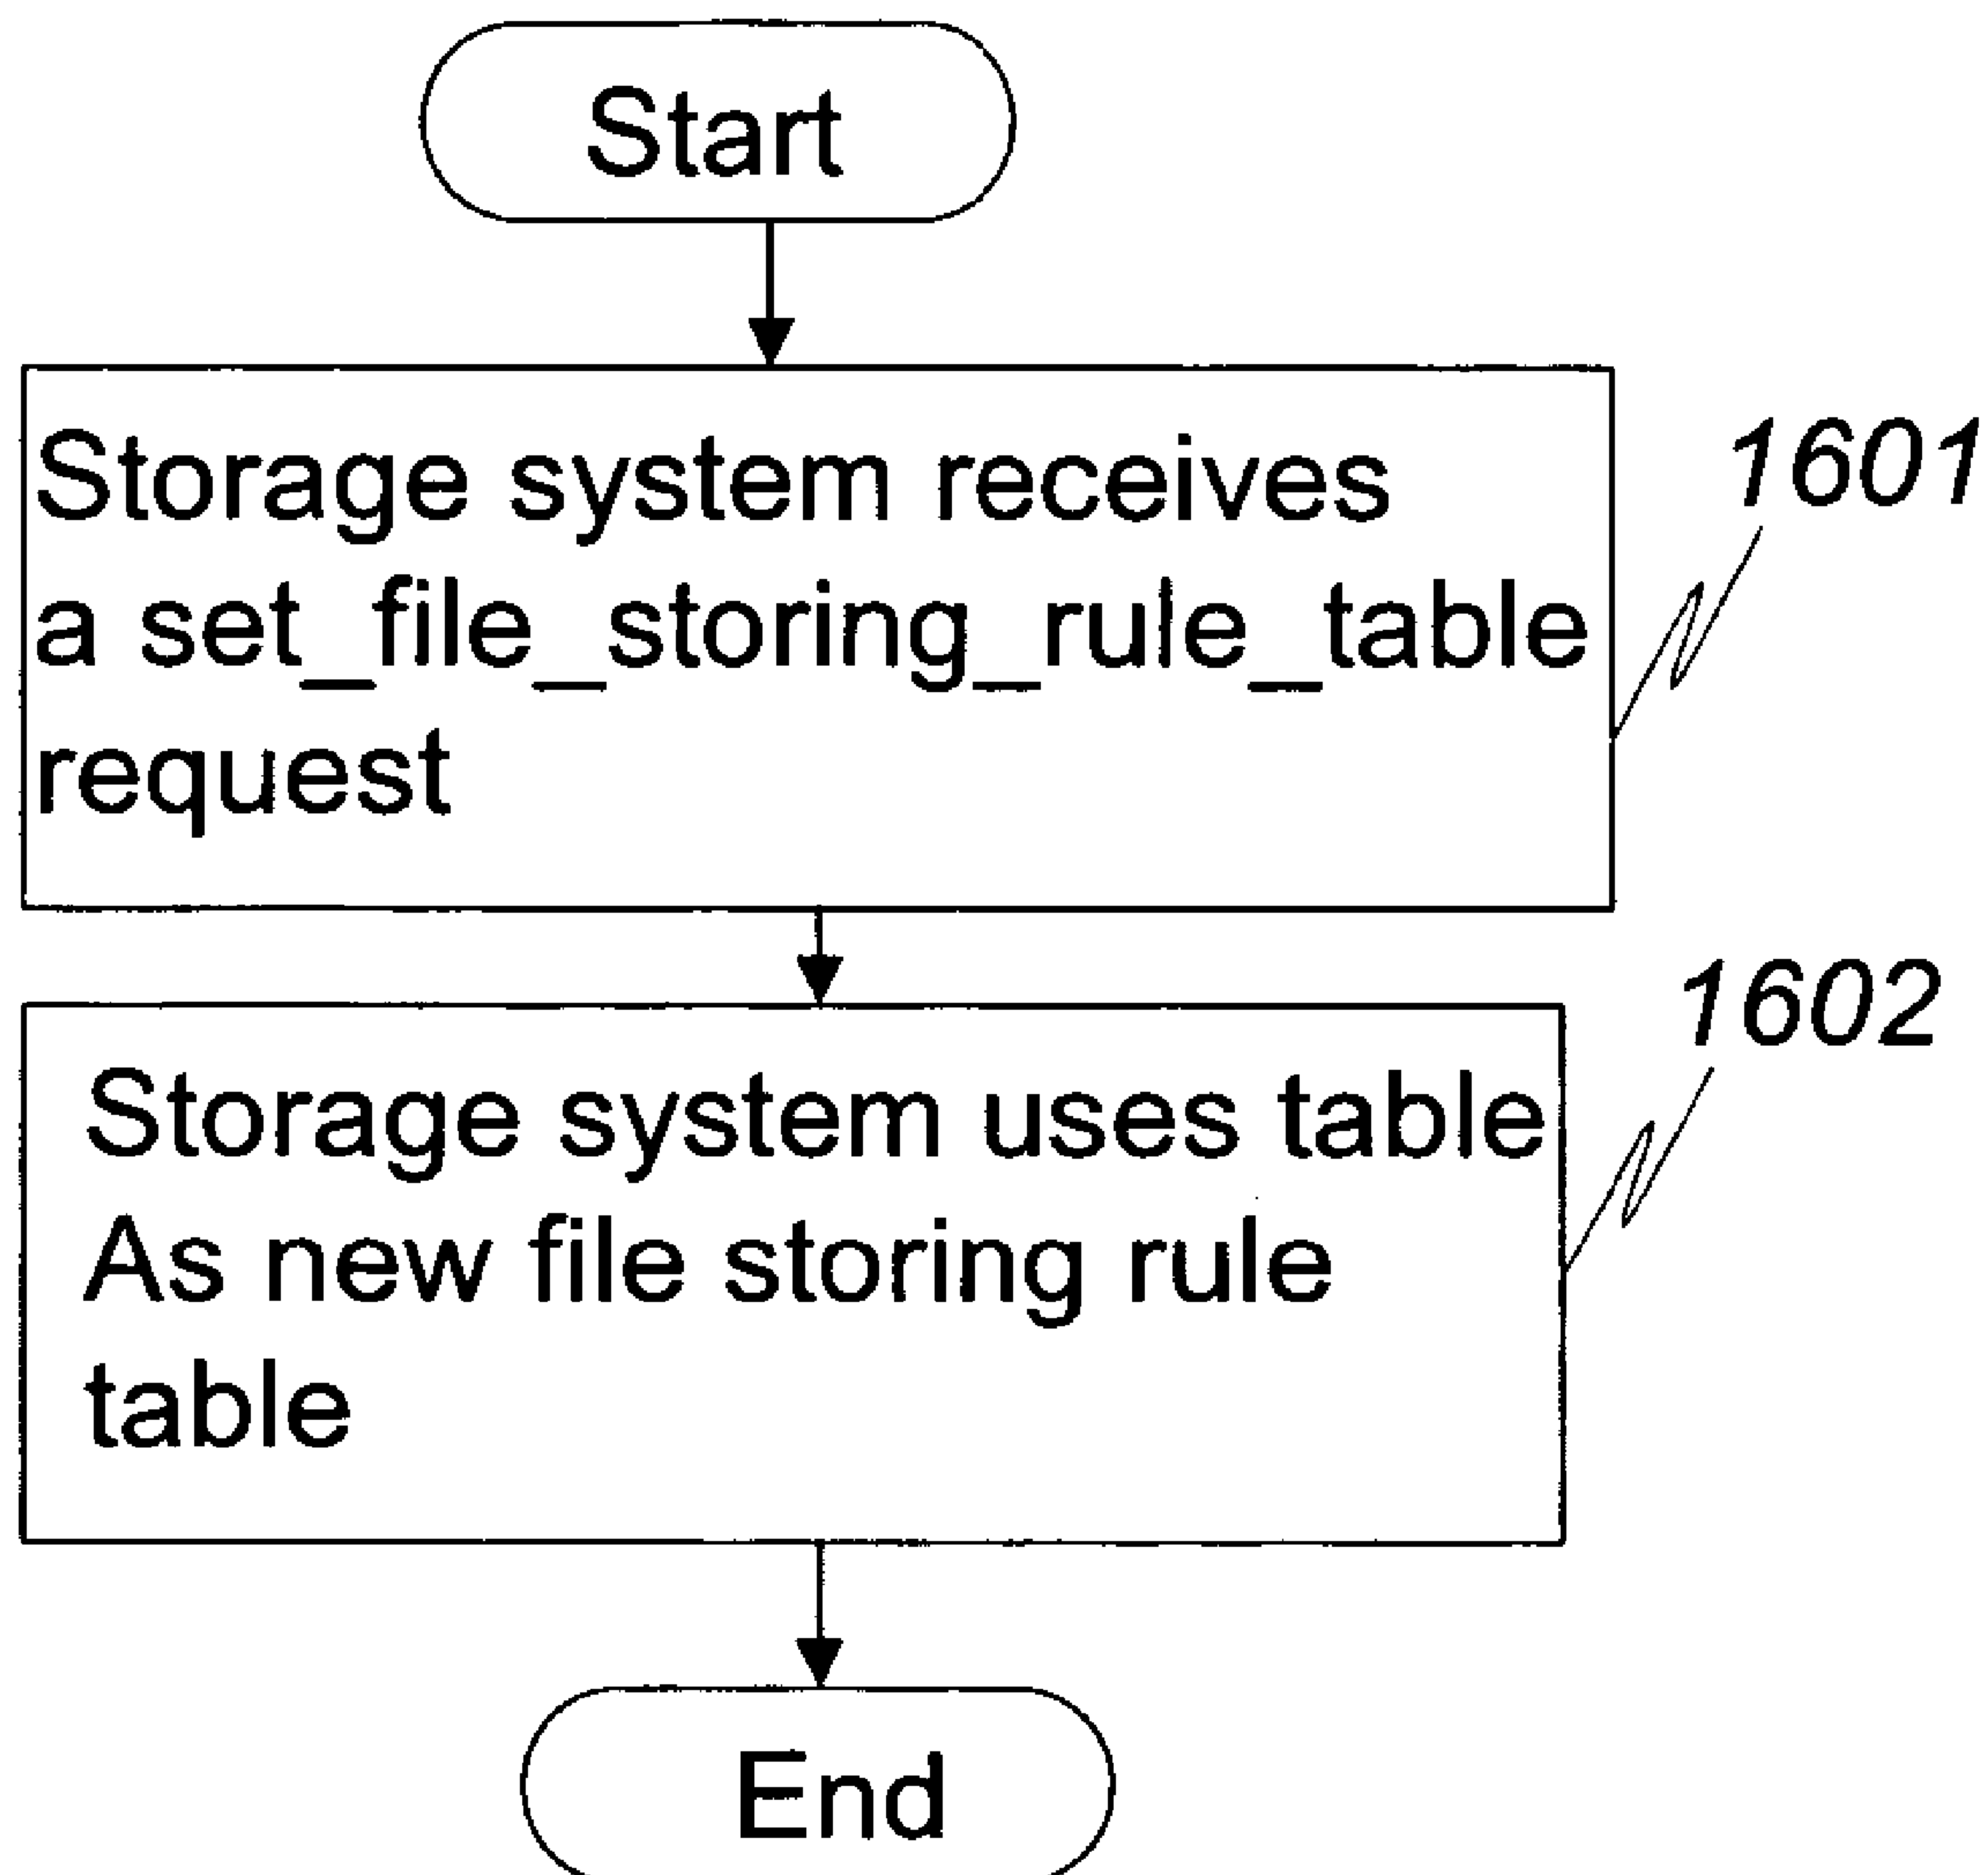 Start
Storage system receives
a set_file_storing_rule_table
request
1601
Storage system uses table
As new file storing rule
table
1602
End